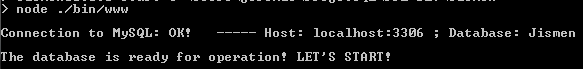 > node ./bin/www
Connection to MySQL: OK!   ----- Host: localhost:3306 ; Database: Jismen
The database is ready for operation! LET'S START!